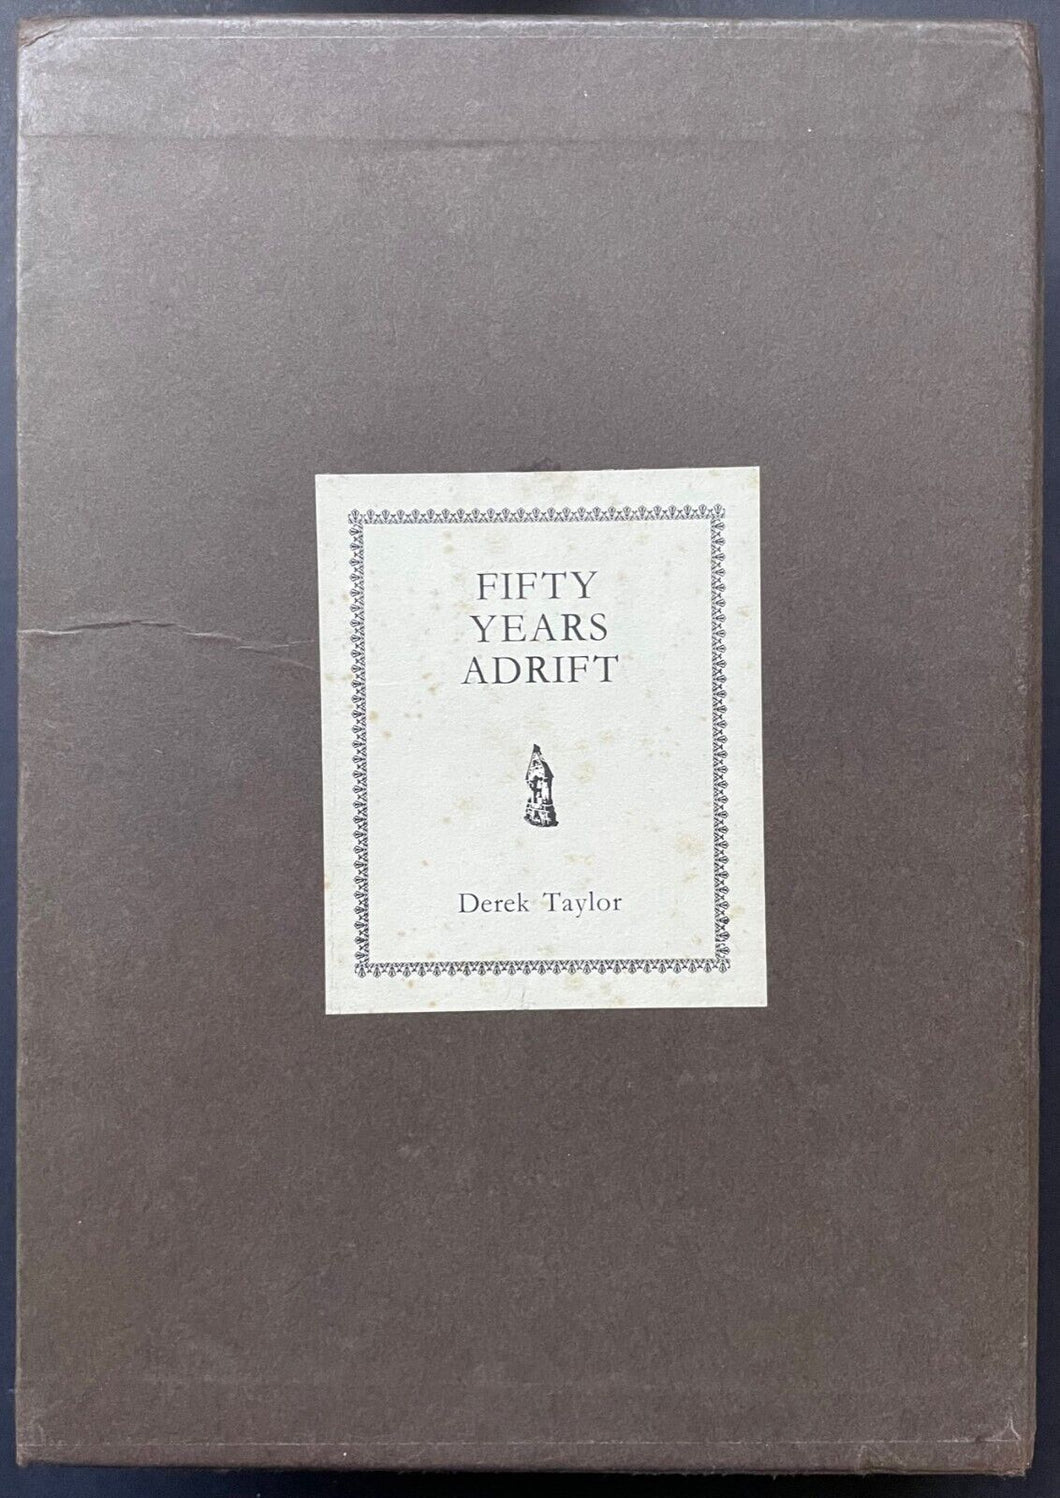 FIFTY
YEARS
ADRIFT
Derek Taylor